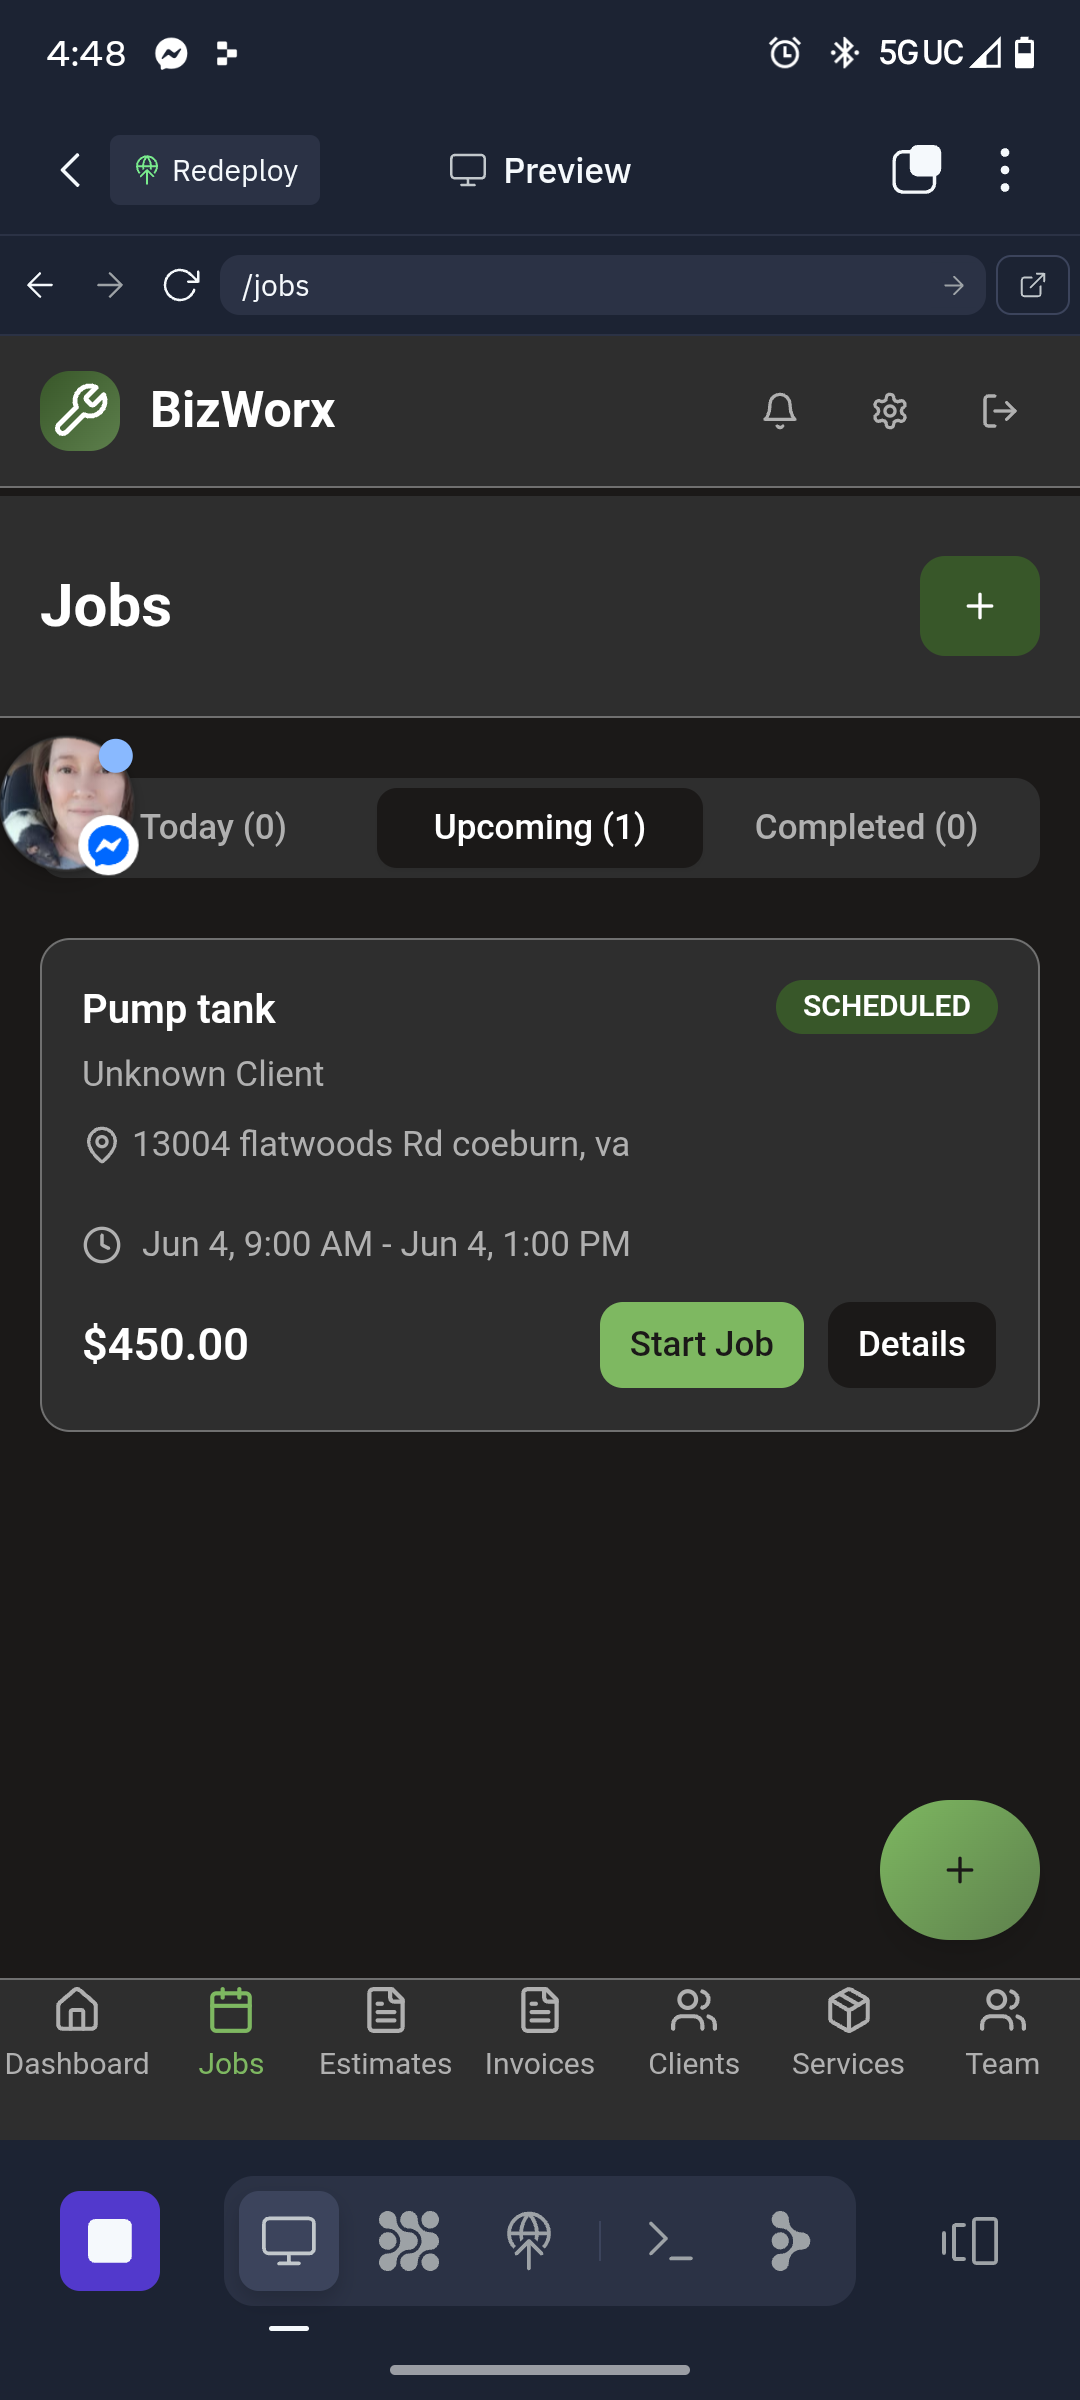 4:48 5G UC
Redeploy Preview
/jobs
BizWorx
Jobs
+
Today (0) Upcoming (1) Completed (0)
Pump tank SCHEDULED
Unknown Client
13004 flatwoods Rd coeburn, va
Jun 4, 9:00 AM - Jun 4, 1:00 PM
$450.00 Start Job Details
+
Dashboard Jobs Estimates Invoices Clients Services Team